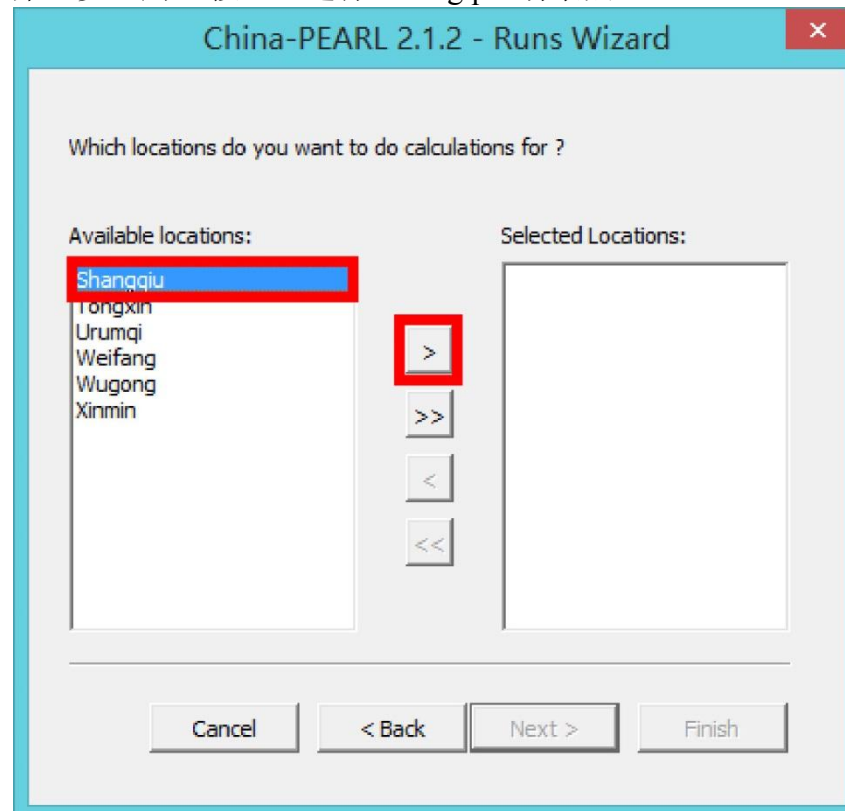 China-PEARL 2.1.2 - Runs Wizard
Which locations do you want to do calculations for ?
Available locations:
Selected Locations:
Shangqiu
Tongxin
Urumqi
Weifang
Wugong
Xinmin
>
>>
<
<<
Cancel
< Back
Next >
Finish